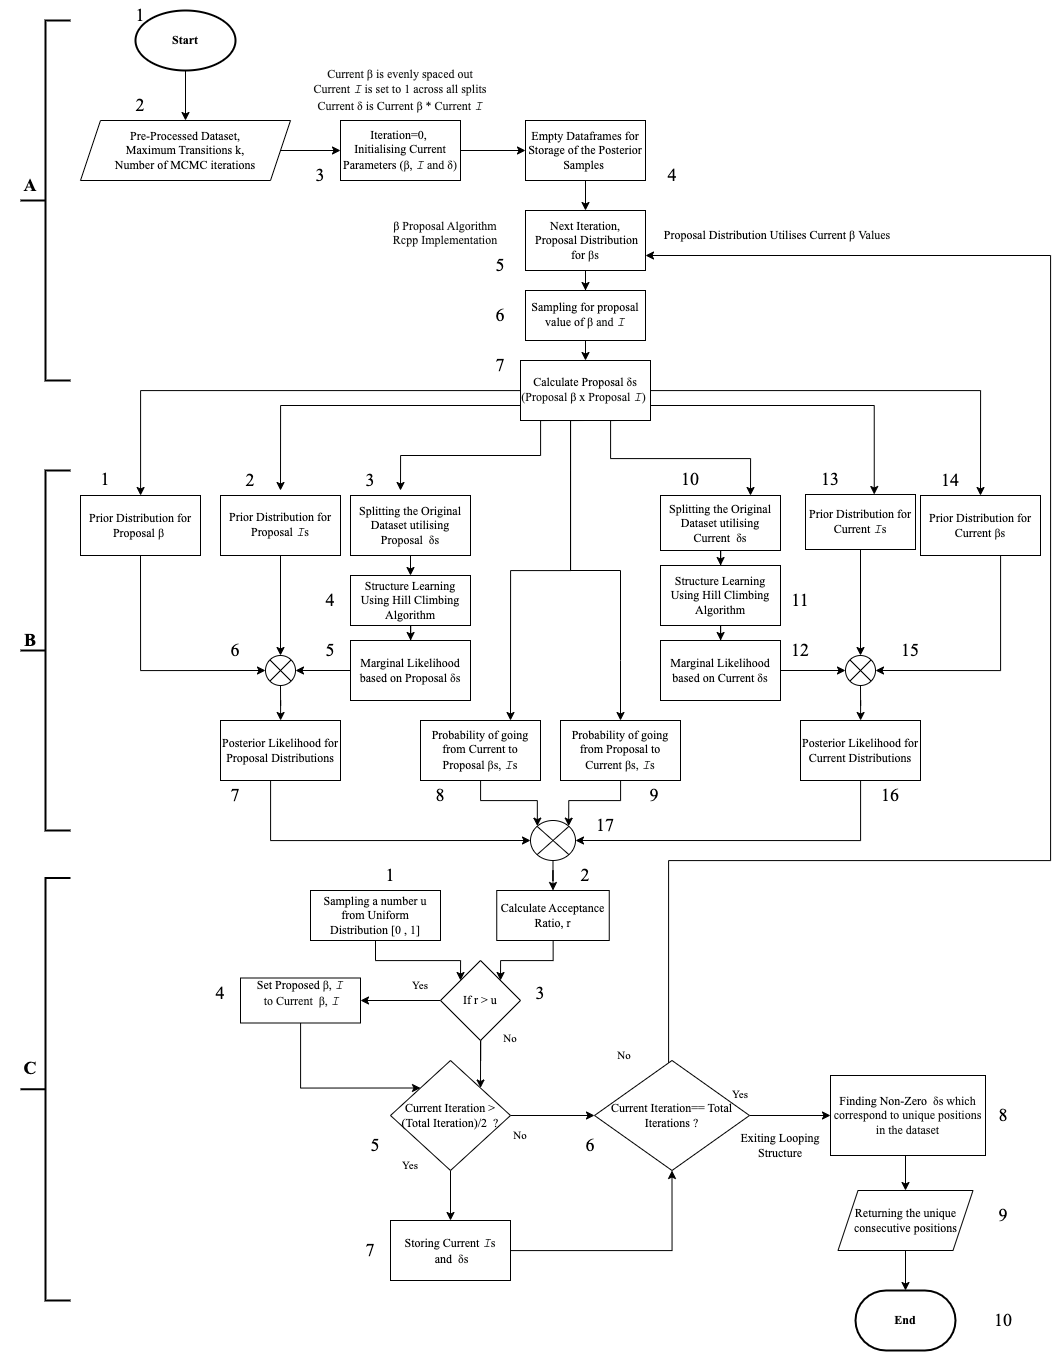 1
Start
A
2
Pre-Processed Dataset,
Maximum Transitions k,
Number of MCMC iterations
Current β is evenly spaced out
Current 𝙸 is set to 1 across all splits
Current δ is Current β * Current 𝙸
Iteration=0,
Initialising Current
Parameters (β, 𝙸 and δ)
3
Empty Dataframes for
Storage of the Posterior
Samples
4
β Proposal Algorithm
Rcpp Implementation
5
Next Iteration,
Proposal Distribution
for βs
Proposal Distribution Utilises Current β Values
6
Sampling for proposal
value of β and 𝙸
7
Calculate Proposal δs
(Proposal β x Proposal 𝙸)
B
1
Prior Distribution for
Proposal β
2
Prior Distribution for
Proposal 𝙸s
3
Splitting the Original
Dataset utilising
Proposal δs
4
Structure Learning
Using Hill Climbing
Algorithm
5
Marginal Likelihood
based on Proposal δs
6
Posterior Likelihood for
Proposal Distributions
7
Probability of going
from Current to
Proposal βs, 𝙸s
8
Probability of going
from Proposal to
Current βs, 𝙸s
9
10
Splitting the Original
Dataset utilising
Current δs
Structure Learning
Using Hill Climbing
Algorithm
11
Marginal Likelihood
based on Current δs
12
13
Prior Distribution for
Current 𝙸s
14
Prior Distribution for
Current βs
15
Posterior Likelihood for
Current Distributions
16
17
C
1
Sampling a number u
from Uniform
Distribution [0 , 1]
2
Calculate Acceptance
Ratio, r
If r > u
3
Yes
No
4
Set Proposed β, 𝙸
to Current β, 𝙸
Current Iteration >
(Total Iteration)/2 ?
5
No
Yes
6
Current Iteration== Total
Iterations ?
No
Yes
Exiting Looping
Structure
7
Storing Current 𝙸s
and δs
Finding Non-Zero δs which
correspond to unique positions
in the dataset
8
Returning the unique
consecutive positions
9
End
10